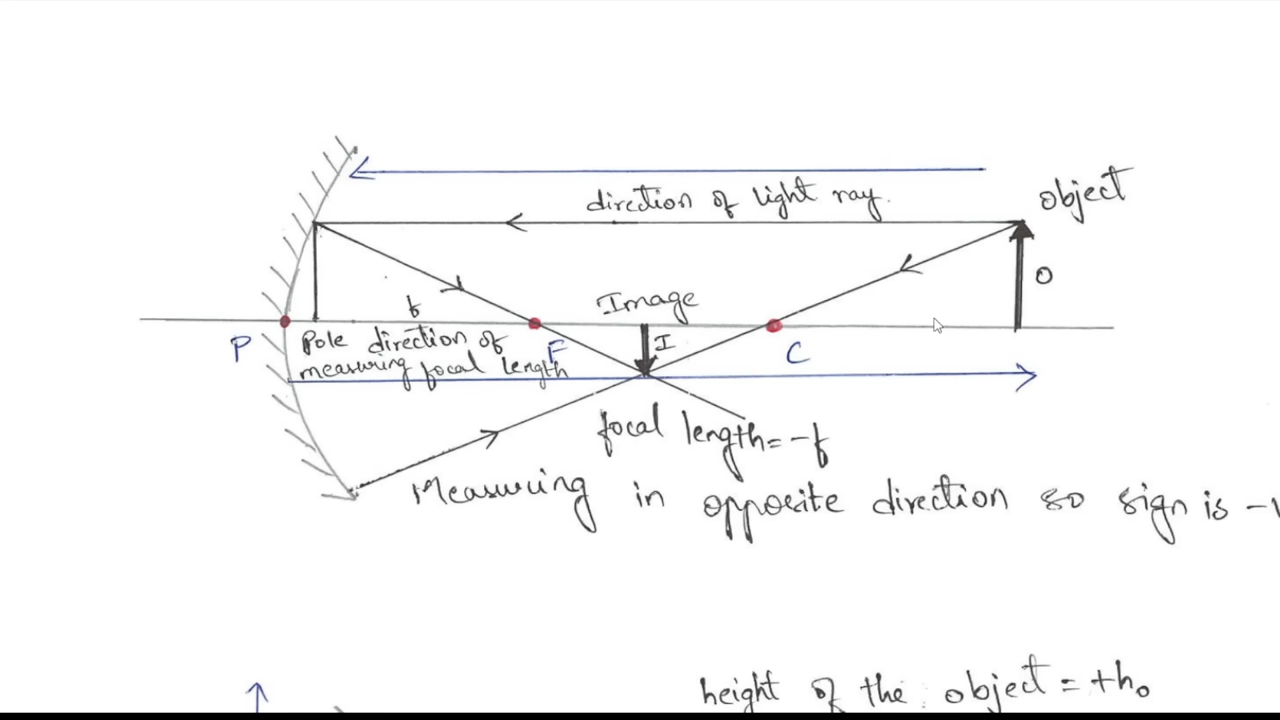 direction of light ray.
object
O
f
Image
P
Pole direction of
measuring focal length
F
I
C
focal length = -f
Measuring in opposite direction so sign is -
height of the object = +ho